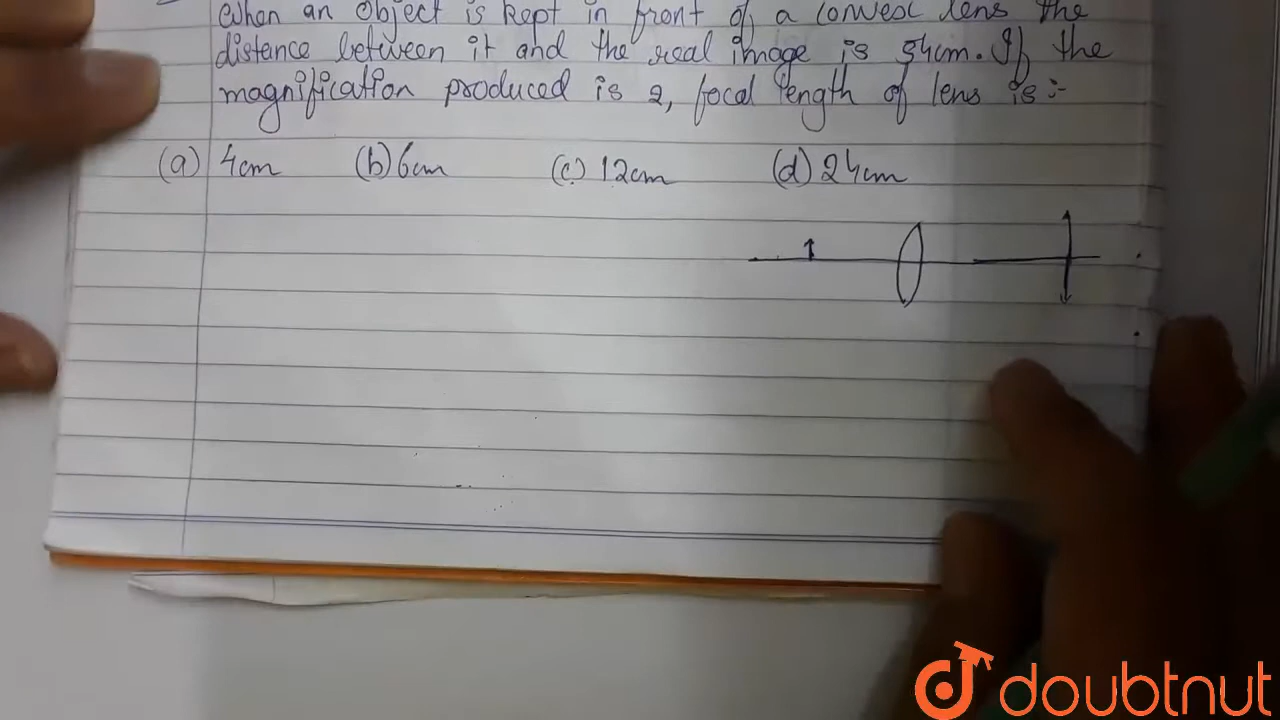 When an object is kept in front of a convex lens the
distance between it and the real image is 54cm. If the
magnification produced is 2, focal length of lens is :-
(a) 4cm (b) 6cm (c) 12cm (d) 24cm
doubtnut